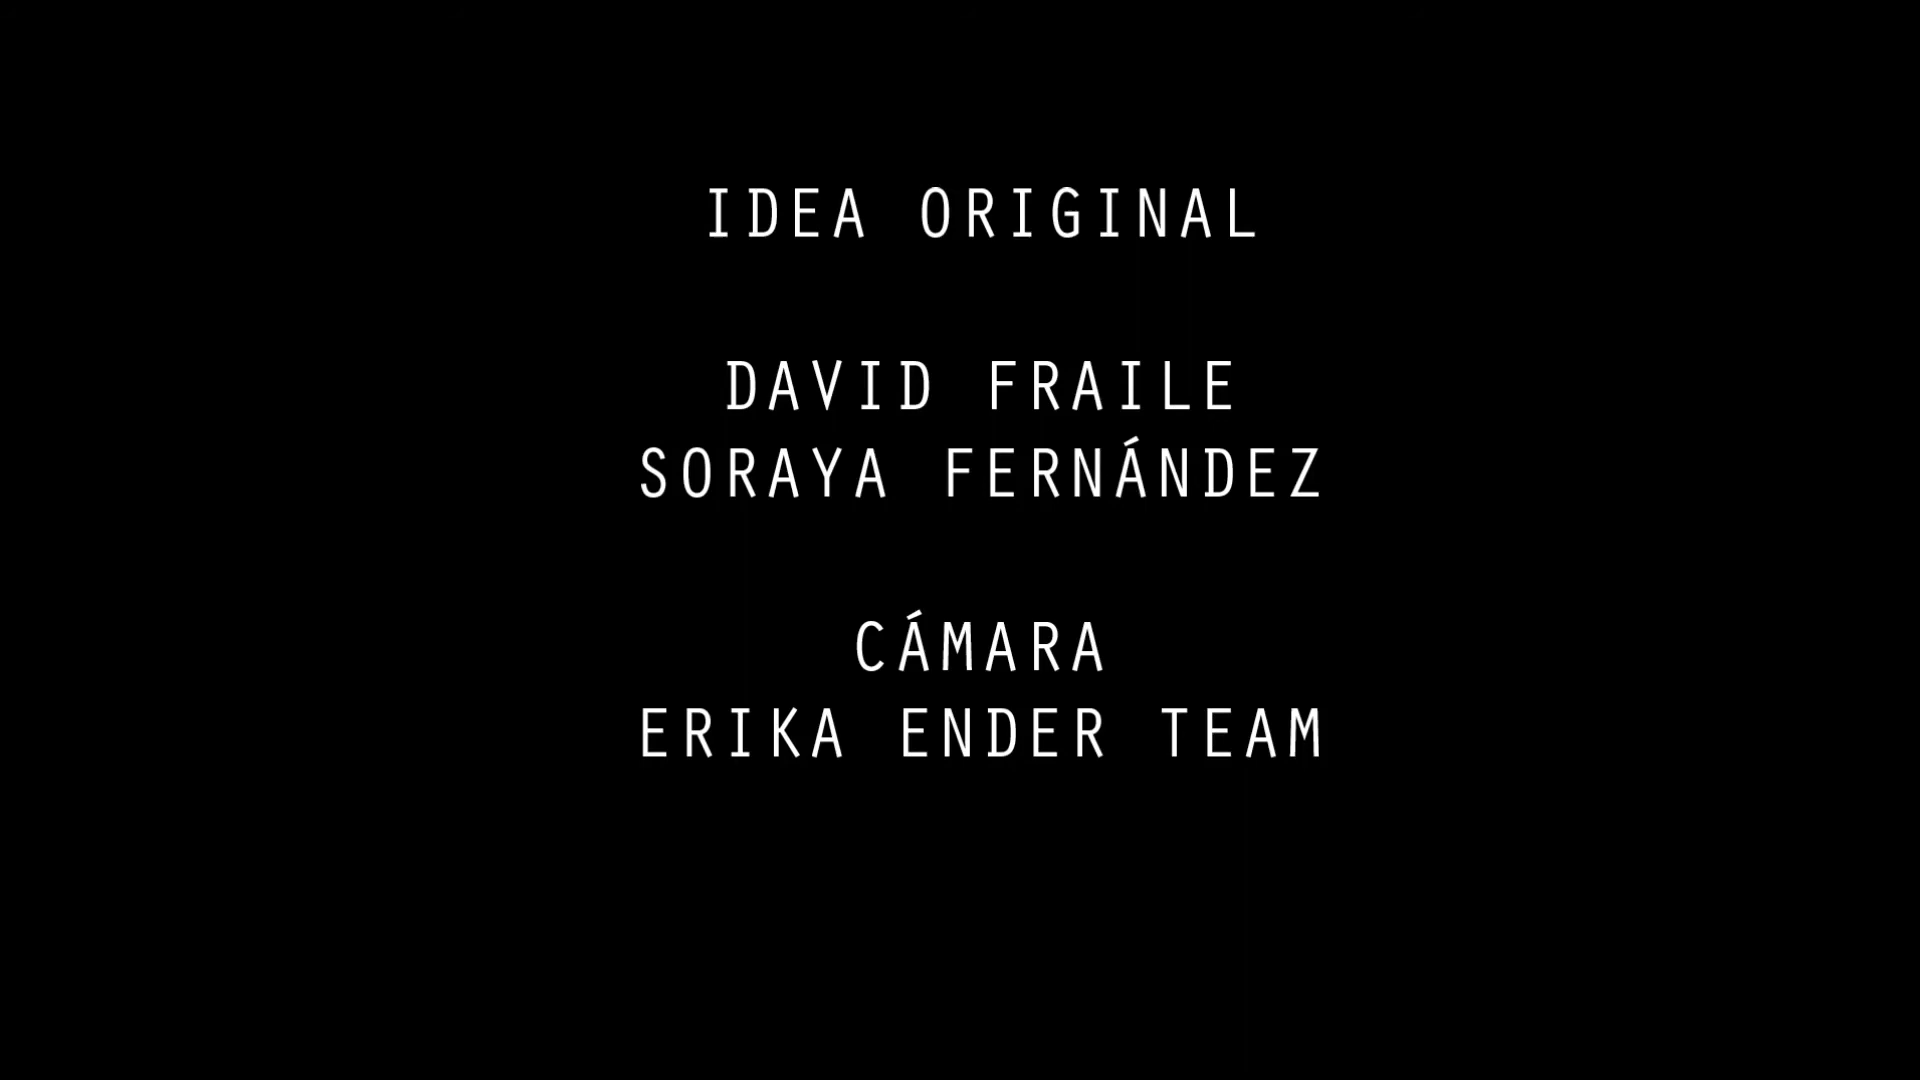 IDEA ORIGINAL
DAVID FRAILE
SORAYA FERNÁNDEZ
CÁMARA
ERIKA ENDER TEAM